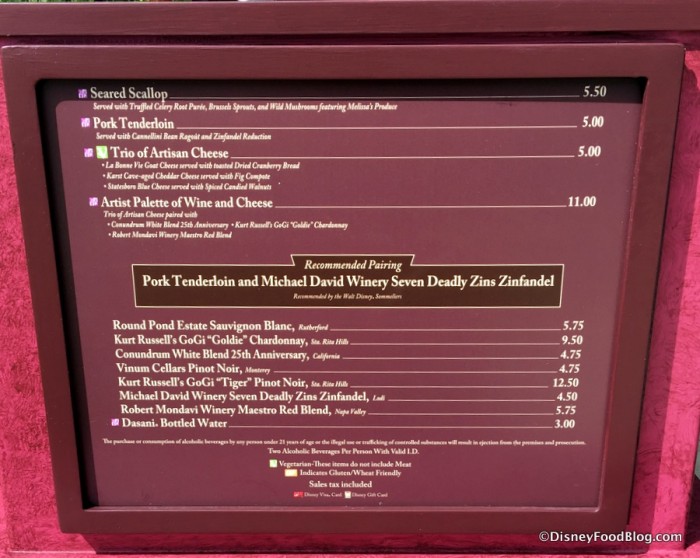 Seared Scallop 5.50
Served with Truffled Celery Root Purée, Brussels Sprouts, and Wild Mushrooms featuring Melissa's Produce
Pork Tenderloin 5.00
Served with Cannellini Bean Ragoût and Zinfandel Reduction
Trio of Artisan Cheese 5.00
• La Bonne Vie Goat Cheese served with toasted Dried Cranberry Bread
• Karst Cave-aged Cheddar Cheese served with Fig Compote
• Statesboro Blue Cheese served with Spiced Candied Walnuts
Artist Palette of Wine and Cheese 11.00
Trio of Artisan Cheese paired with
• Conundrum White Blend 25th Anniversary • Kurt Russell's GoGi "Goldie" Chardonnay
• Robert Mondavi Winery Maestro Red Blend
Recommended Pairing
Pork Tenderloin and Michael David Winery Seven Deadly Zins Zinfandel
Recommended by the Walt Disney, Sommeliers
Round Pond Estate Sauvignon Blanc, Rutherford 5.75
Kurt Russell's GoGi "Goldie" Chardonnay, Sta. Rita Hills 9.50
Conundrum White Blend 25th Anniversary, California 4.75
Vinum Cellars Pinot Noir, Monterey 4.75
Kurt Russell's GoGi "Tiger" Pinot Noir, Sta. Rita Hills 12.50
Michael David Winery Seven Deadly Zins Zinfandel, Lodi 4.50
Robert Mondavi Winery Maestro Red Blend, Napa Valley 5.75
Dasani® Bottled Water 3.00
The purchase or consumption of alcoholic beverages by any person under 21 years of age or the illegal use or trafficking of controlled substances will result in ejection from the premises and prosecution.
Two Alcoholic Beverages Per Person With Valid I.D.
Vegetarian-These items do not include Meat
Indicates Gluten/Wheat Friendly
Sales tax included
Disney Visa Card Disney Gift Card
©DisneyFoodBlog.com